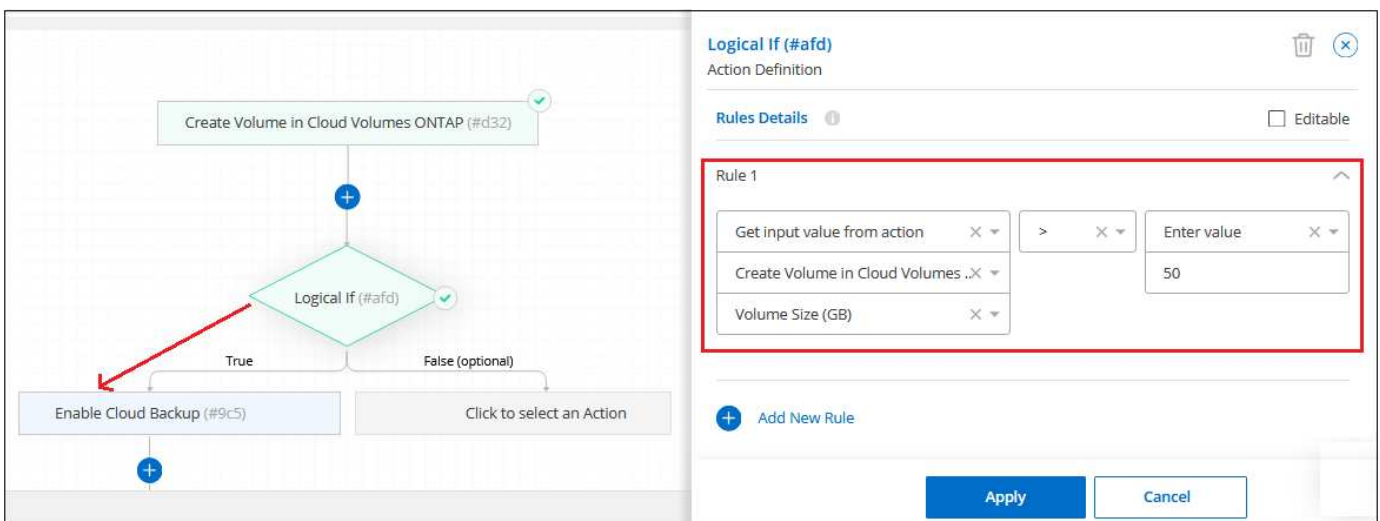 Create Volume in Cloud Volumes ONTAP (#d32)
Logical If (#afd)
True
False (optional)
Enable Cloud Backup (#9c5)
Click to select an Action
Logical If (#afd)
Action Definition
Rules Details
Editable
Rule 1
Get input value from action
>
Enter value
Create Volume in Cloud Volumes ..
50
Volume Size (GB)
Add New Rule
Apply
Cancel